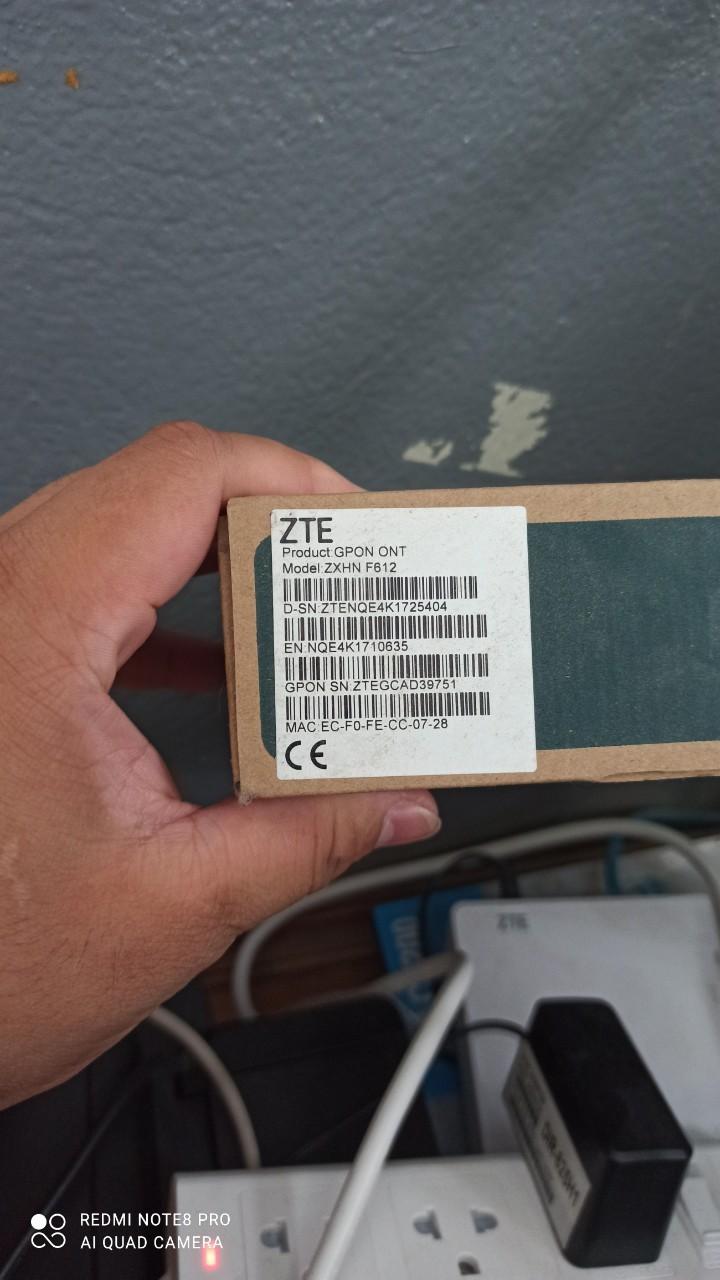 ZTE
Product:GPON ONT
Model:ZXHN F612
D-SN:ZTENQE4K1725404
EN:NQE4K1710635
GPON SN:ZTEGCAD39751
MAC:EC-F0-FE-CC-07-28
CE
ZTE
REDMI NOTE8 PRO
AI QUAD CAMERA